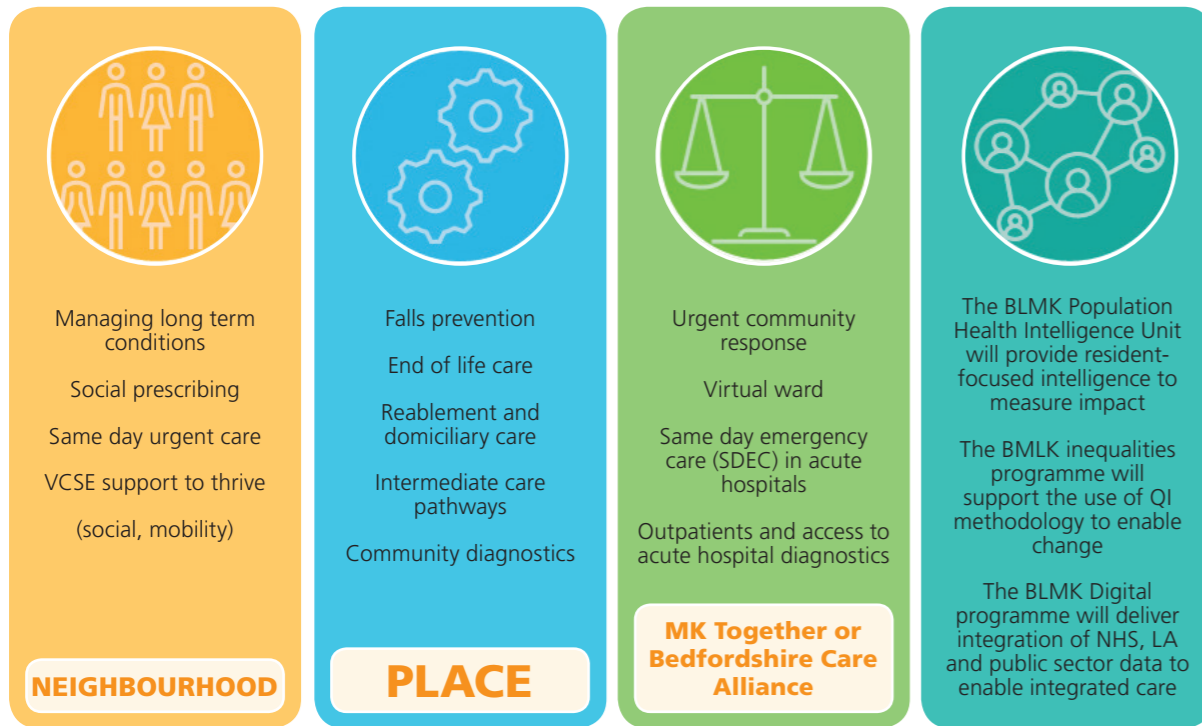 Managing long term
conditions
Social prescribing
Same day urgent care
VCSE support to thrive
(social, mobility)
NEIGHBOURHOOD
Falls prevention
End of life care
Reablement and
domiciliary care
Intermediate care
pathways
Community diagnostics
PLACE
Urgent community
response
Virtual ward
Same day emergency
care (SDEC) in acute
hospitals
Outpatients and access to
acute hospital diagnostics
MK Together or
Bedfordshire Care
Alliance
The BLMK Population
Health Intelligence Unit
will provide resident-
focused intelligence to
measure impact
The BMLK inequalities
programme will
support the use of QI
methodology to enable
change
The BLMK Digital
programme will deliver
integration of NHS, LA
and public sector data to
enable integrated care